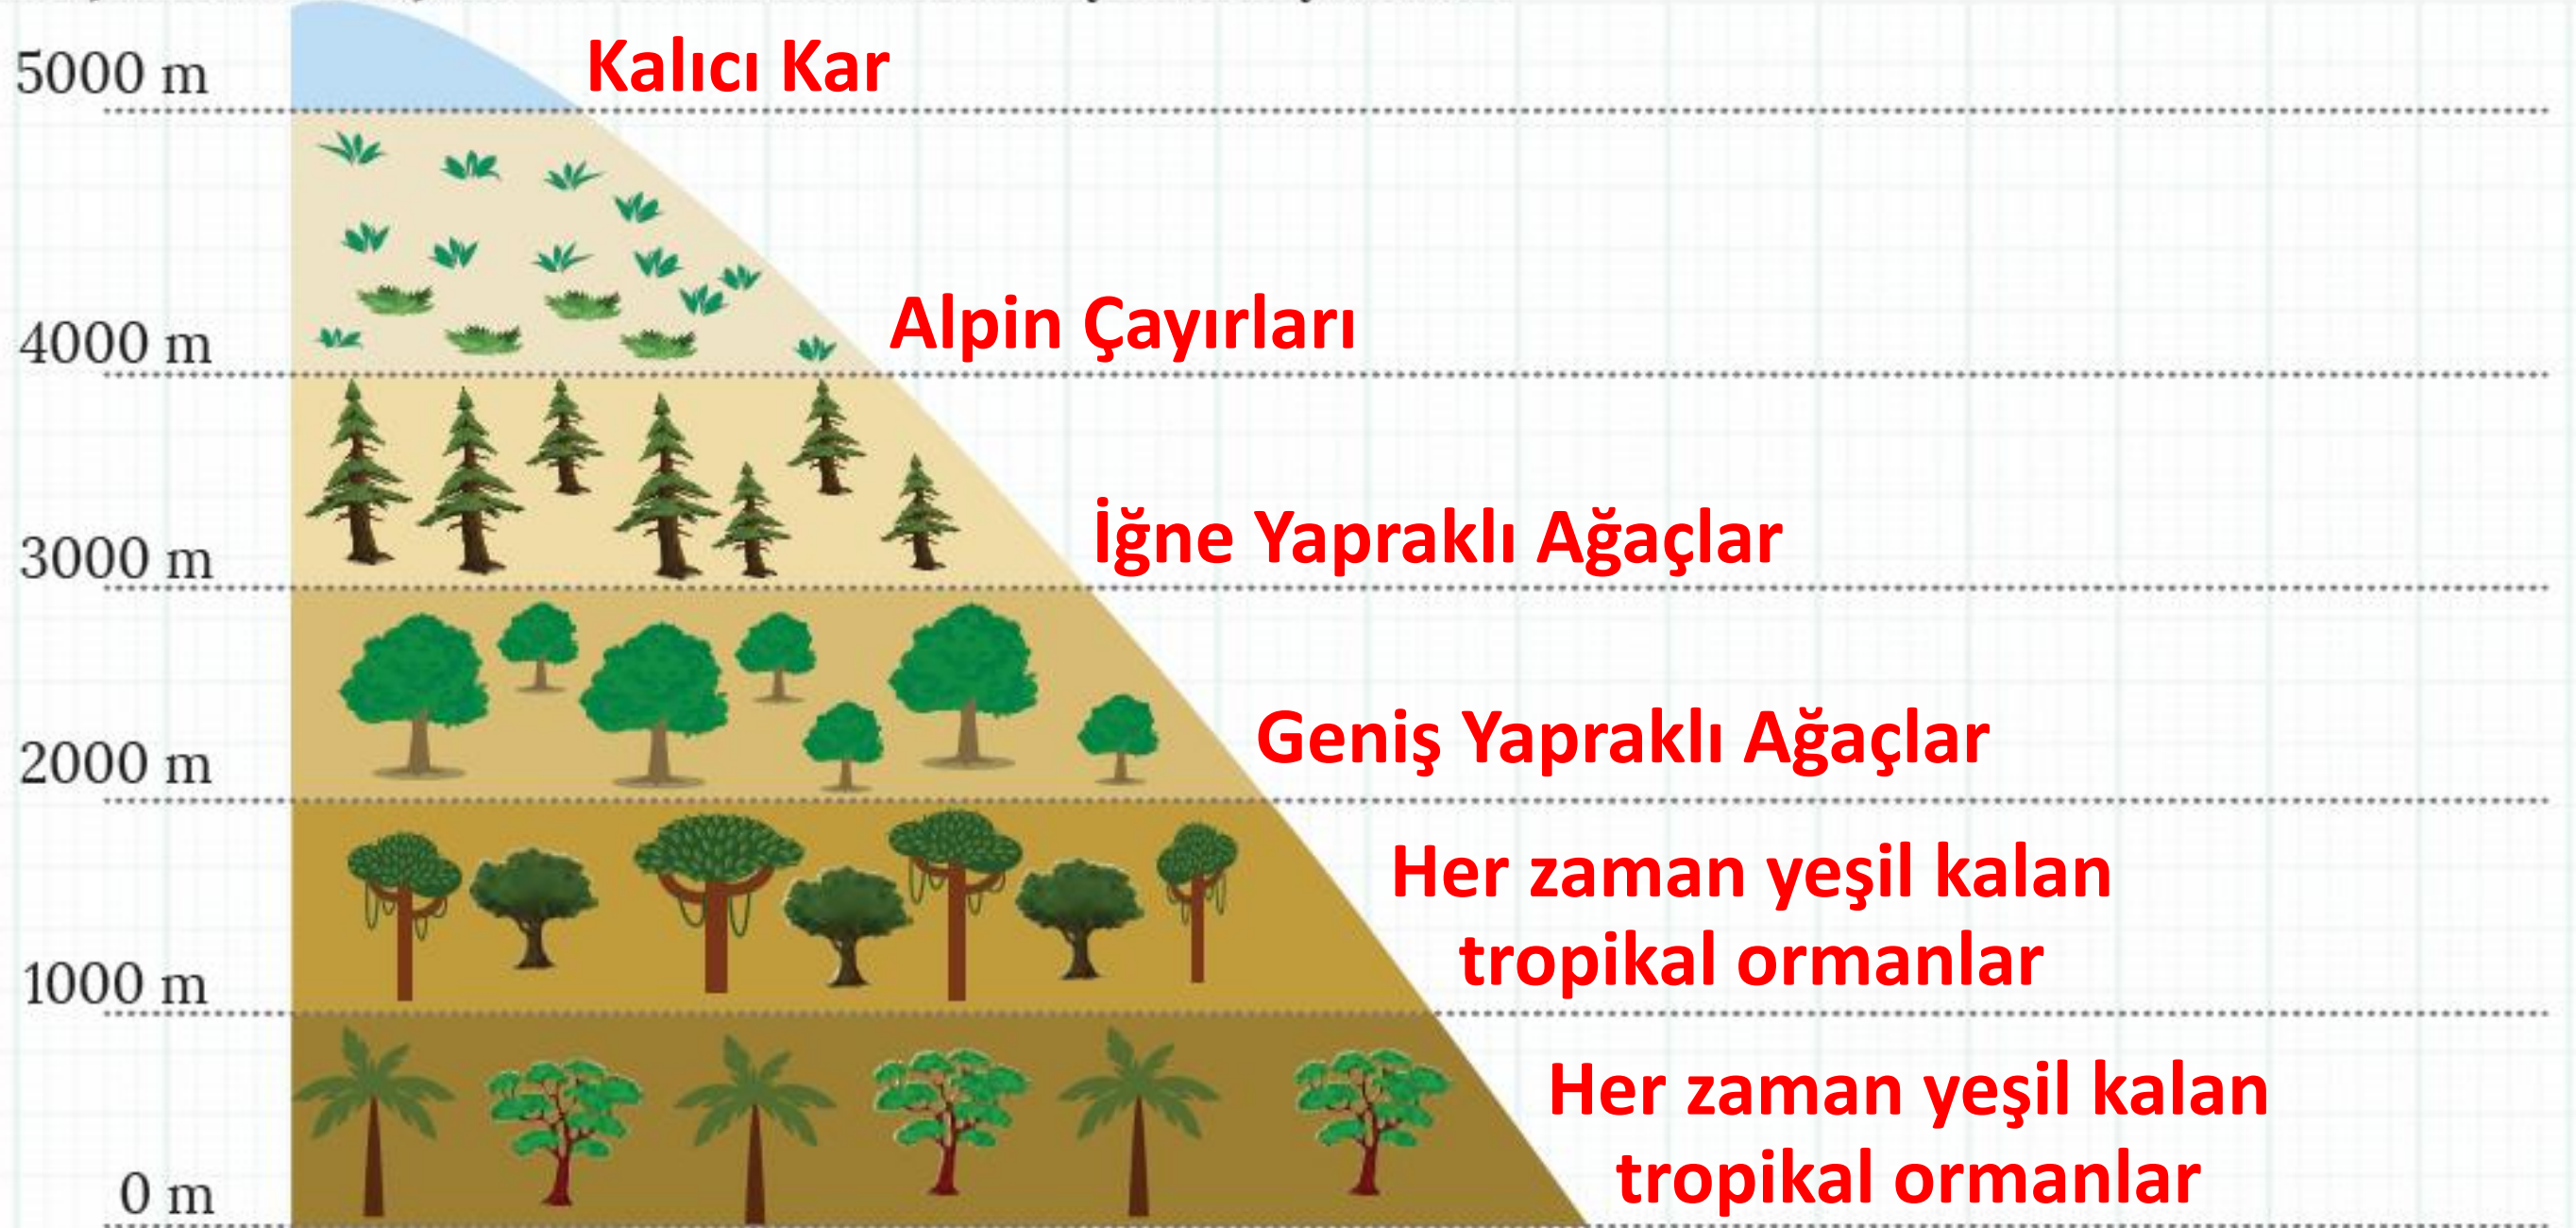 5000 m
Kalıcı Kar
4000 m
Alpin Çayırları
3000 m
İğne Yapraklı Ağaçlar
2000 m
Geniş Yapraklı Ağaçlar
Her zaman yeşil kalan
tropikal ormanlar
1000 m
Her zaman yeşil kalan
tropikal ormanlar
0 m